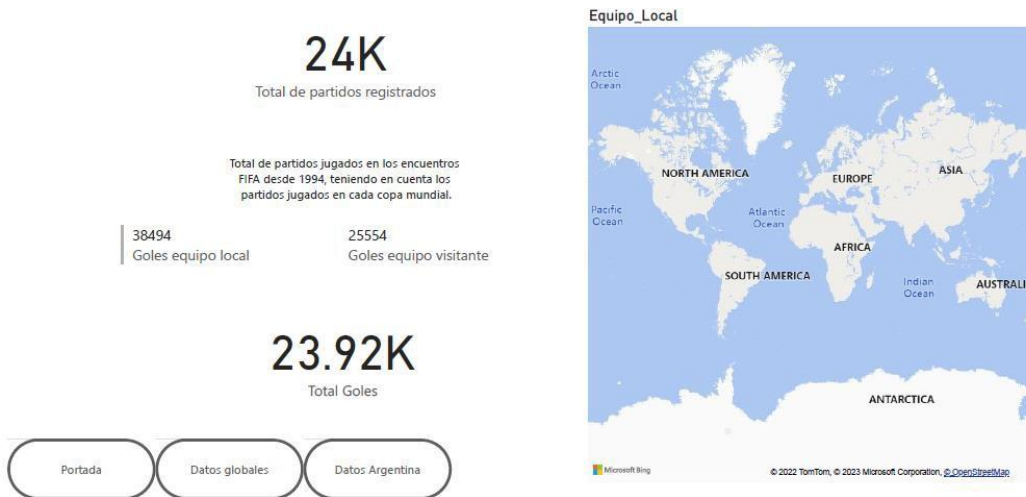 24K
Total de partidos registrados
Total de partidos jugados en los encuentros
FIFA desde 1994, teniendo en cuenta los
partidos jugados en cada copa mundial.
38494
Goles equipo local
25554
Goles equipo visitante
23.92K
Total Goles
Portada
Datos globales
Datos Argentina
Equipo_Local
Arctic
Ocean
NORTH AMERICA
EUROPE
ASIA
Pacific
Ocean
Atlantic
Ocean
AFRICA
SOUTH AMERICA
Indian
Ocean
AUSTRALI
ANTARCTICA
Microsoft Bing
© 2022 TomTom, © 2023 Microsoft Corporation, © OpenStreetMap